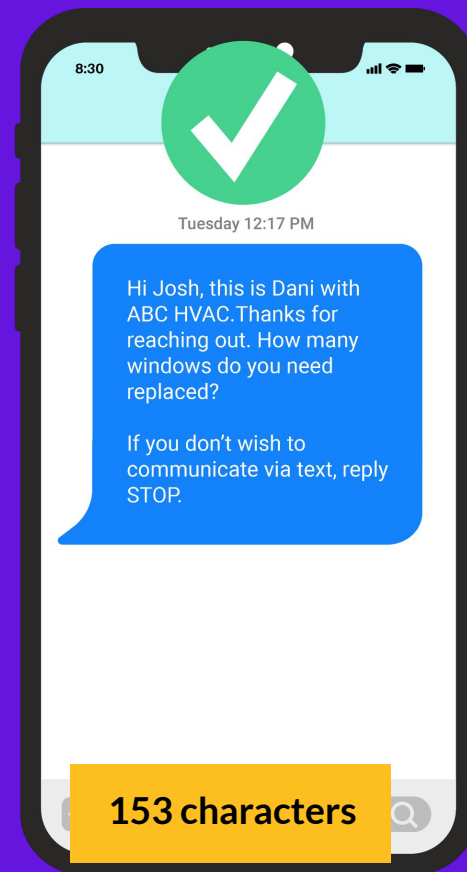 8:30
Tuesday 12:17 PM
Hi Josh, this is Dani with
ABC HVAC.Thanks for
reaching out. How many
windows do you need
replaced?
If you don’t wish to
communicate via text, reply
STOP.
153 characters